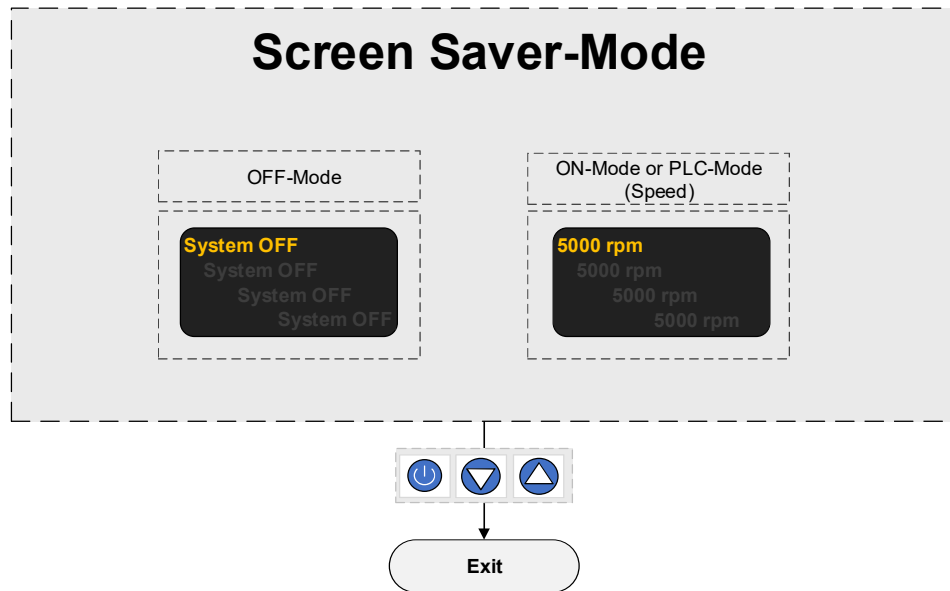 Screen Saver-Mode
OFF-Mode
System OFF
System OFF
System OFF
System OFF
ON-Mode or PLC-Mode
(Speed)
5000 rpm
5000 rpm
5000 rpm
5000 rpm
Exit